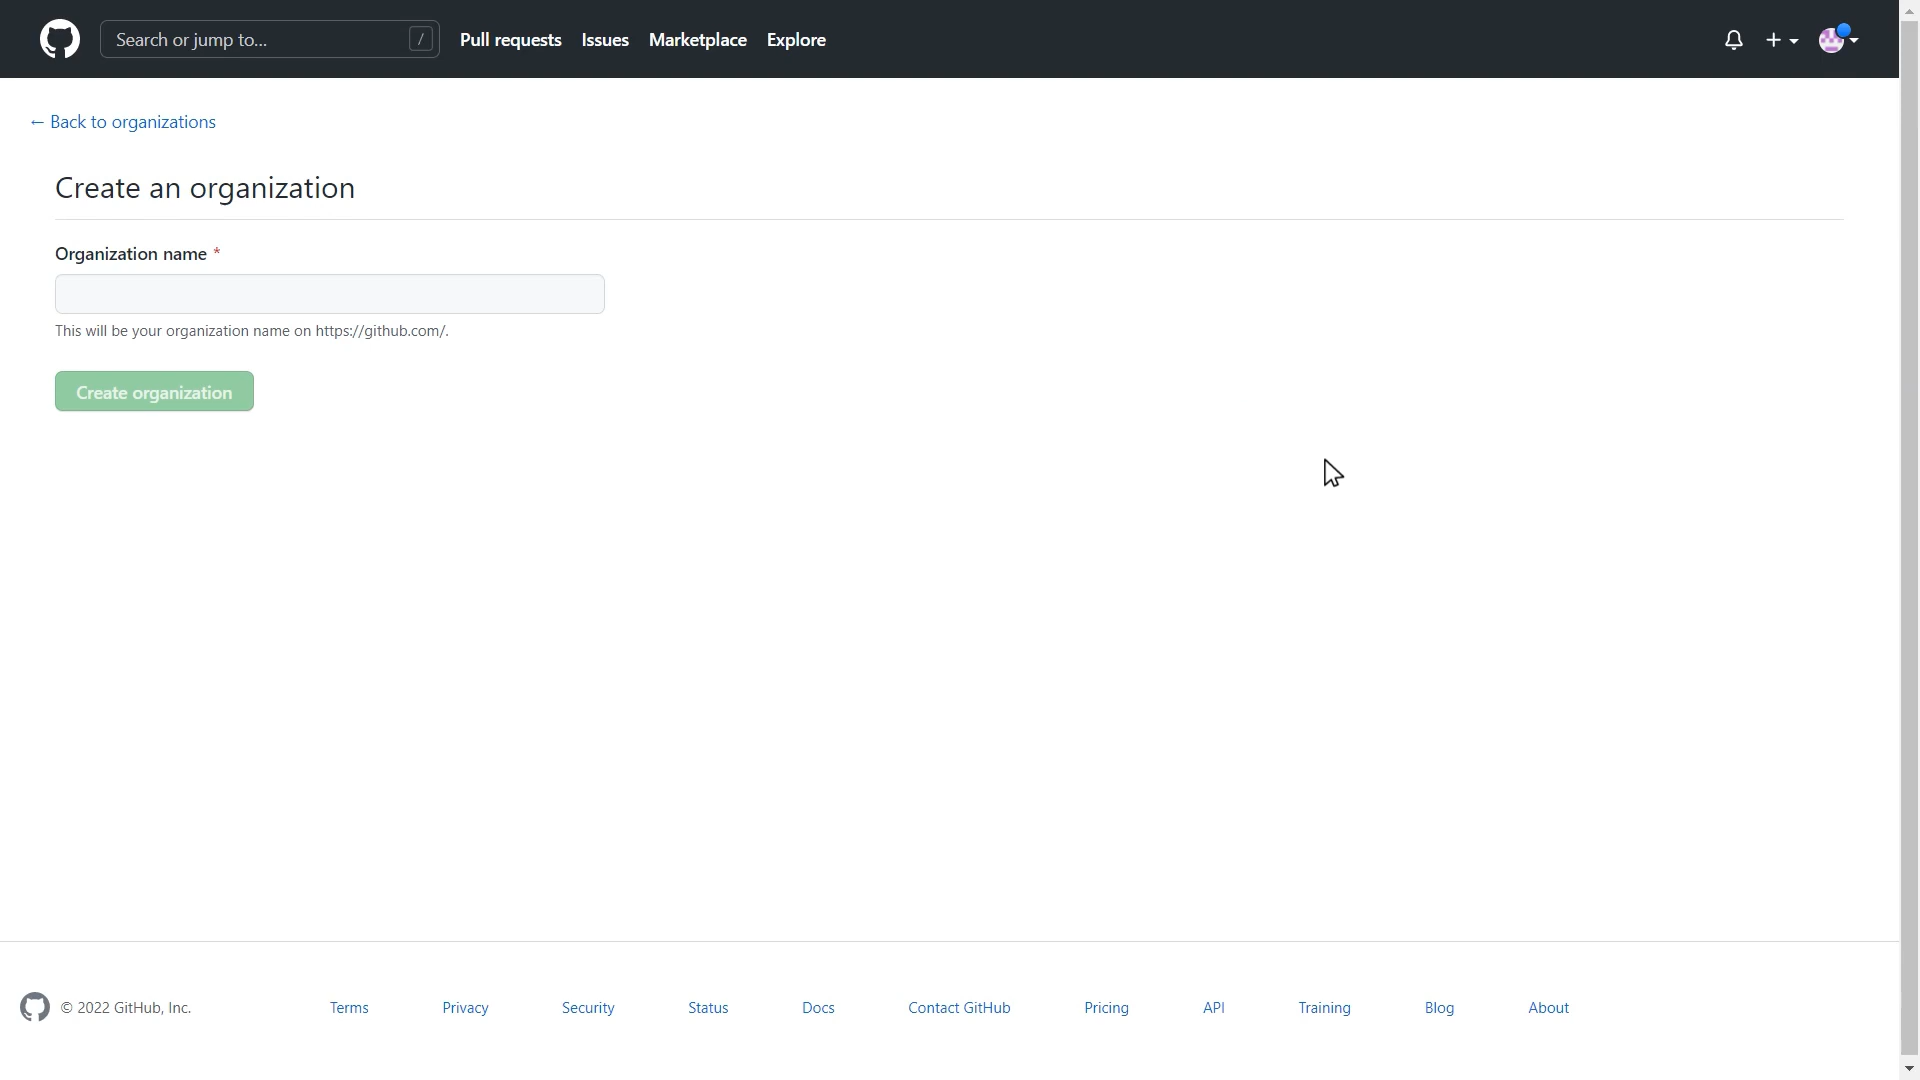 Search or jump to... /
Pull requests Issues Marketplace Explore
← Back to organizations
Create an organization
Organization name *
This will be your organization name on https://github.com/.
Create organization
© 2022 GitHub, Inc. Terms Privacy Security Status Docs Contact GitHub Pricing API Training Blog About